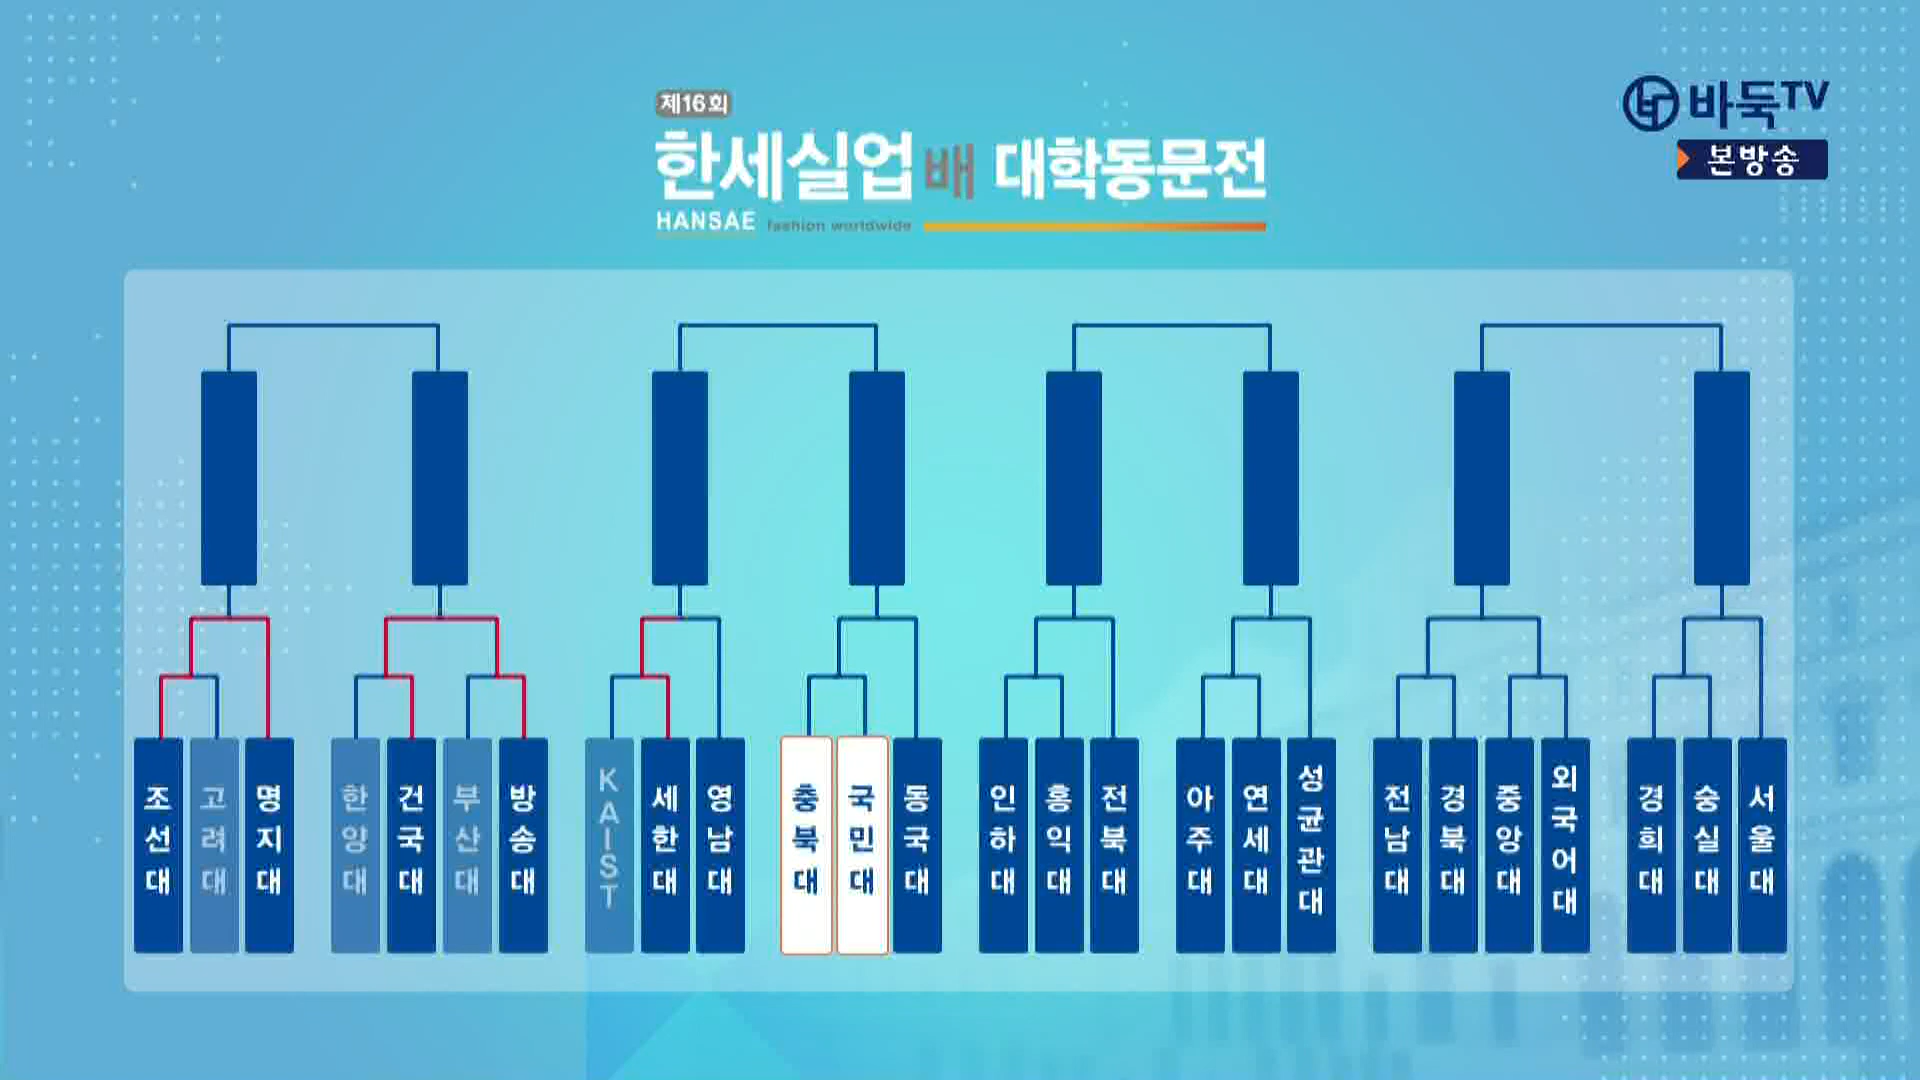 제16회
한세실업배 대학동문전
HANSAE fashion worldwide
바둑TV
본방송
조선대
고려대
명지대
한양대
건국대
부산대
방송대
KAIST
세한대
영남대
충북대
국민대
동국대
인하대
홍익대
전북대
아주대
연세대
성균관대
전남대
경북대
중앙대
외국어대
경희대
숭실대
서울대